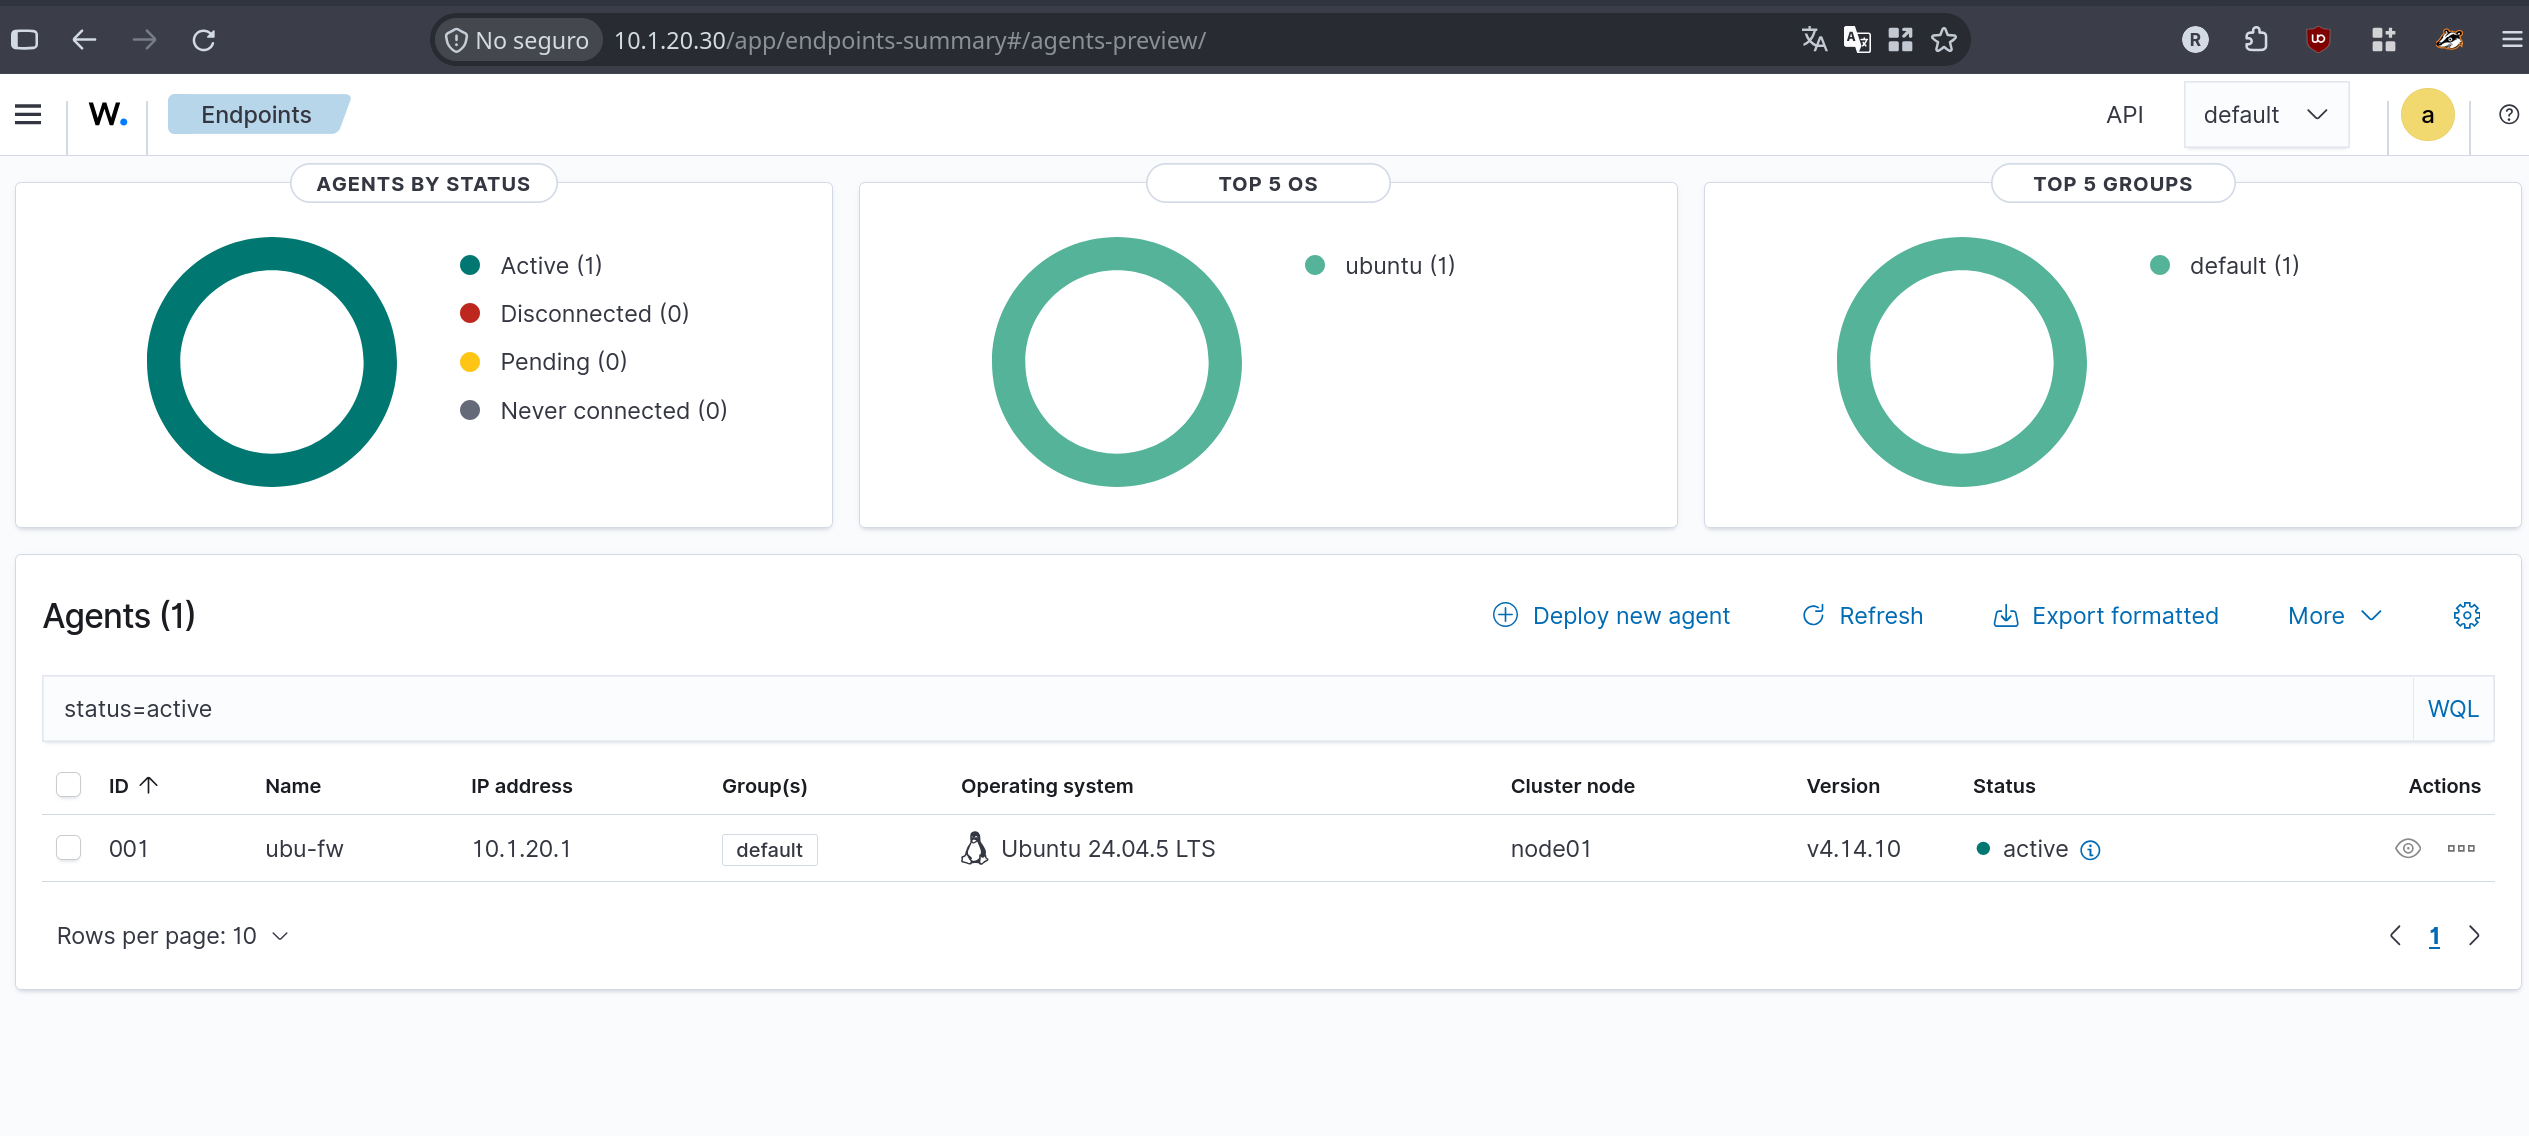 No seguro 10.1.20.30/app/endpoints-summary#/agents-preview/
W. Endpoints API default a
AGENTS BY STATUS
Active (1)
Disconnected (0)
Pending (0)
Never connected (0)
TOP 5 OS
ubuntu (1)
TOP 5 GROUPS
default (1)
Agents (1) Deploy new agent Refresh Export formatted More
status=active WQL
ID Name IP address Group(s) Operating system Cluster node Version Status Actions
001 ubu-fw 10.1.20.1 default Ubuntu 24.04.5 LTS node01 v4.14.10 active
Rows per page: 10 1